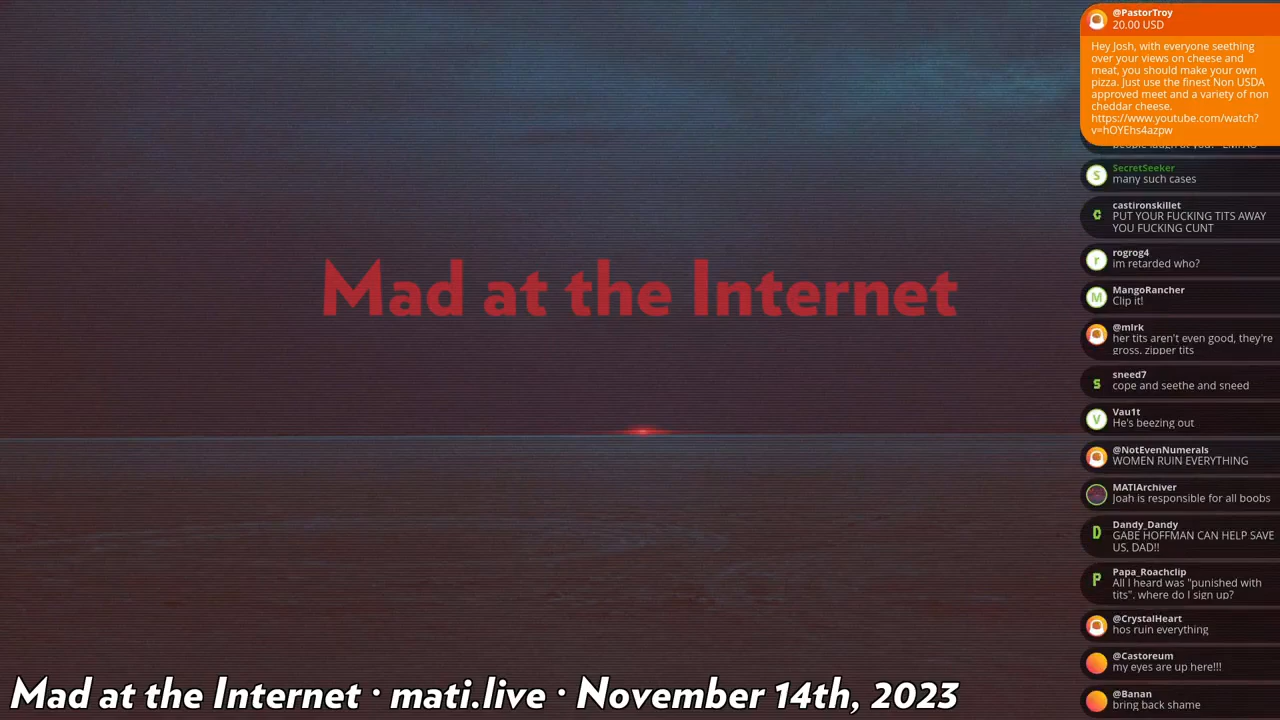 Mad at the Internet
Mad at the Internet · mati.live · November 14th, 2023
@PastorTroy
20.00 USD
Hey Josh, with everyone seething
over your views on cheese and
meat, you should make your own
pizza. Just use the finest Non USDA
approved meet and a variety of non
cheddar cheese.
https://www.youtube.com/watch?
v=hOYEhs4azpw
SecretSeeker
many such cases
castironskillet
PUT YOUR FUCKING TITS AWAY
YOU FUCKING CUNT
rogrog4
im retarded who?
MangoRancher
Clip it!
@mlrk
her tits aren't even good, they're
gross. zipper tits
sneed7
cope and seethe and sneed
Vau1t
He's beezing out
@NotEvenNumerals
WOMEN RUIN EVERYTHING
MATIArchiver
Joah is responsible for all boobs
Dandy_Dandy
GABE HOFFMAN CAN HELP SAVE
US, DAD!!
Papa_Roachclip
All I heard was "punished with
tits". where do I sign up?
@CrystalHeart
hos ruin everything
@Castoreum
my eyes are up here!!!
@Banan
bring back shame